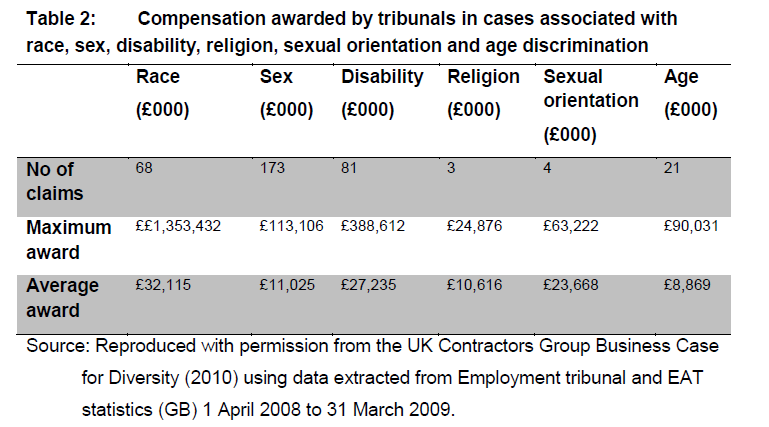 Table 2: Compensation awarded by tribunals in cases associated with
race, sex, disability, religion, sexual orientation and age discrimination
Race Sex Disability Religion Sexual Age
(£000) (£000) (£000) (£000) orientation (£000)
(£000)
No of 68 173 81 3 4 21
claims
Maximum ££1,353,432 £113,106 £388,612 £24,876 £63,222 £90,031
award
Average £32,115 £11,025 £27,235 £10,616 £23,668 £8,869
award
Source: Reproduced with permission from the UK Contractors Group Business Case
for Diversity (2010) using data extracted from Employment tribunal and EAT
statistics (GB) 1 April 2008 to 31 March 2009.